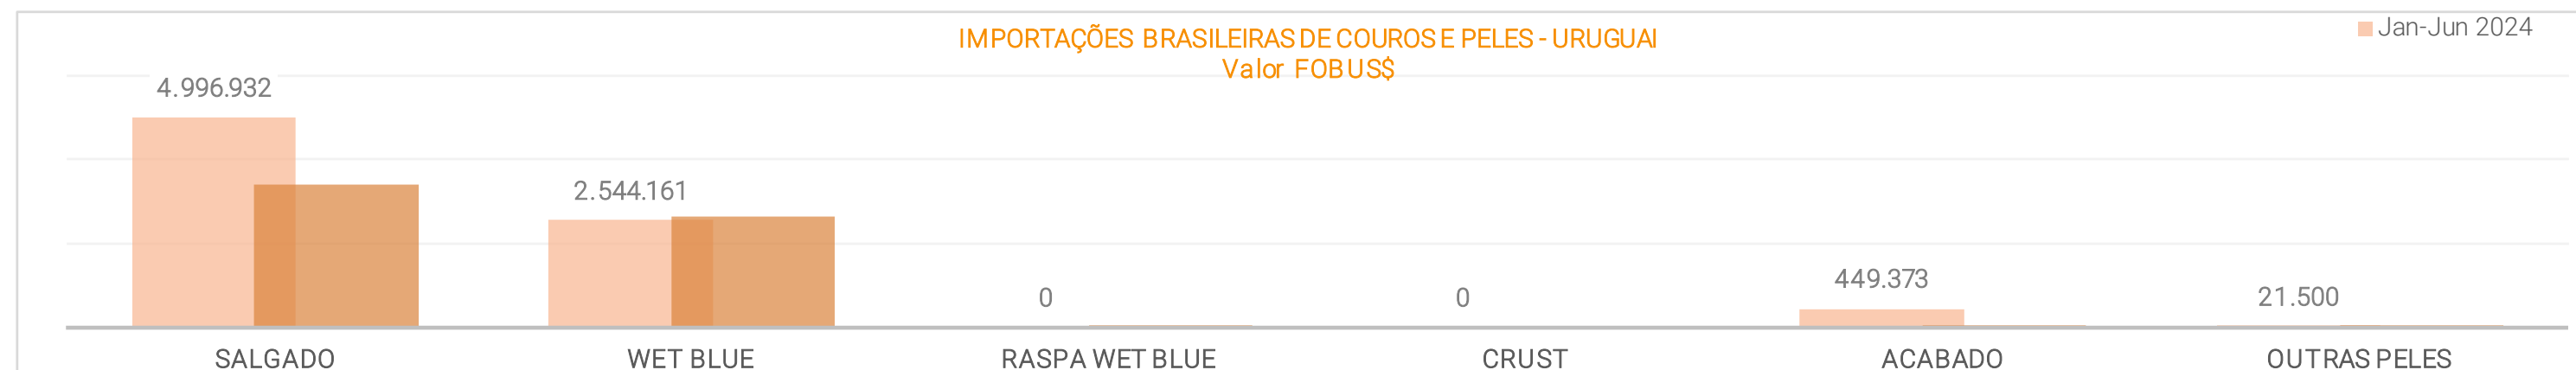 IMPORTAÇÕES BRASILEIRAS DE COUROS E PELES - URUGUAI
Valor FOB US$
Jan-Jun 2024
4.996.932
2.544.161
0
0
449.373
21.500
SALGADO
WET BLUE
RASPA WET BLUE
CRUST
ACABADO
OUTRAS PELES